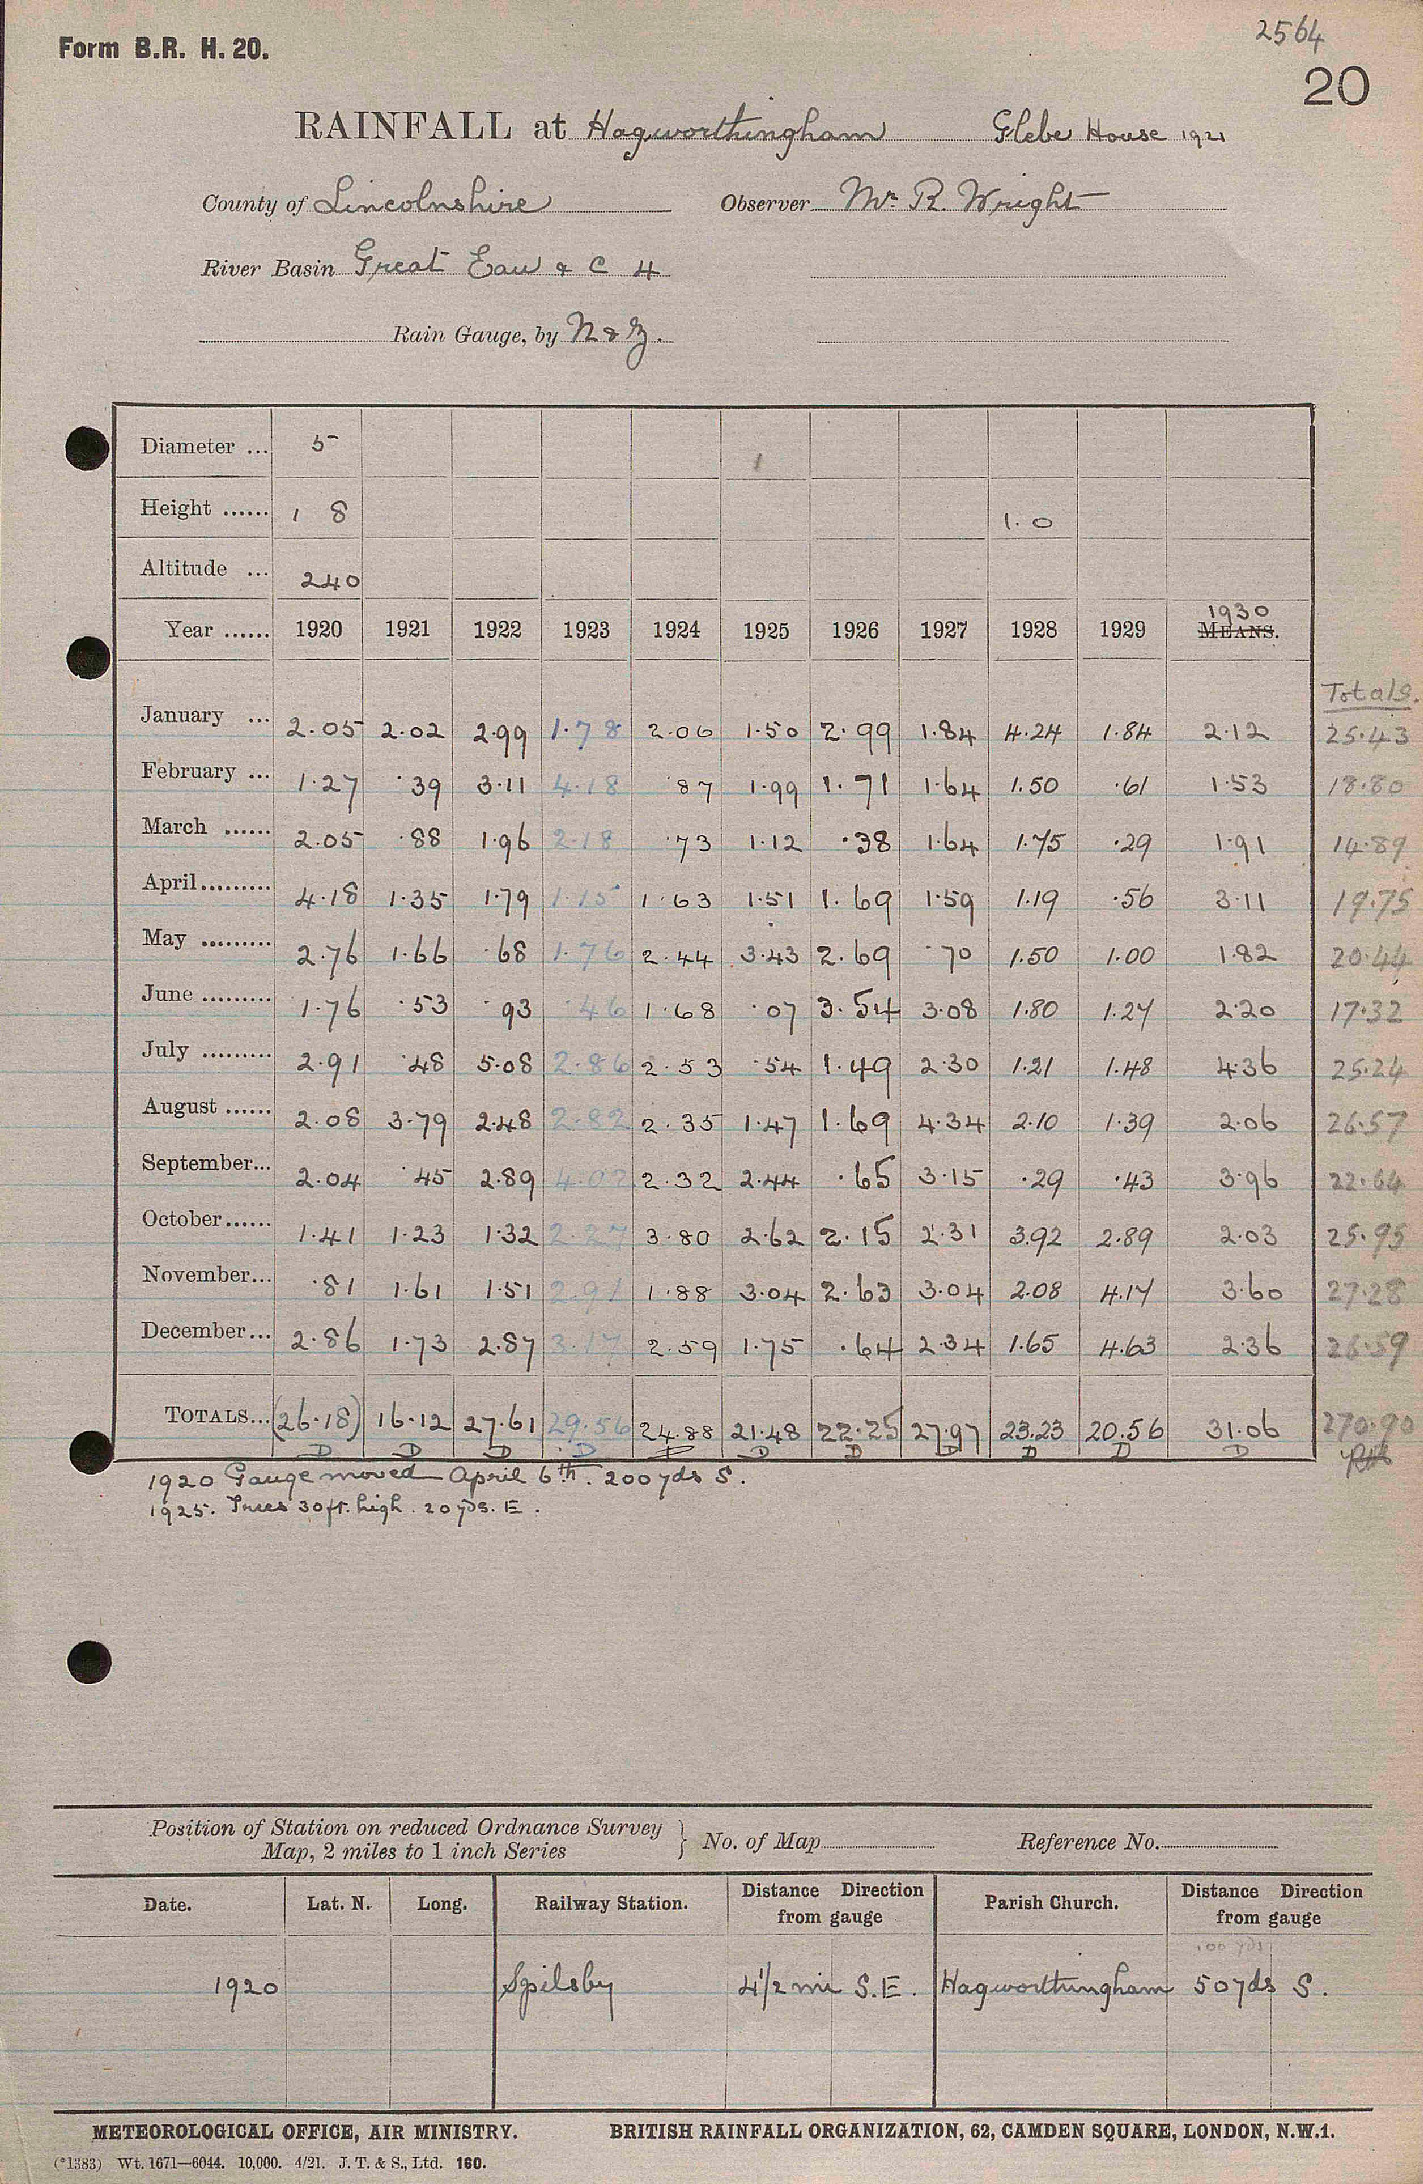 2564
Form B.R. H. 20.
20
RAINFALL at Hagworthingham Glebe House 1921
County of Lincolnshire Observer Mr R. Wright
River Basin Great Eau & C 4
Rain Gauge, by N & Z.
Diameter ... 5
Height ...... 1 8 1.0
Altitude ... 240
1930
Year ...... 1920 1921 1922 1923 1924 1925 1926 1927 1928 1929 MEANS.
Totals.
January ... 2.05 2.02 2.99 1.78 2.06 1.50 2.99 1.84 4.24 1.84 2.12 25.43
February ... 1.27 .39 3.11 4.18 .87 1.99 1.71 1.64 1.50 .61 1.53 18.80
March ...... 2.05 .88 1.96 2.18 .73 1.12 .38 1.64 1.75 .29 1.91 14.89
April......... 4.18 1.35 1.79 1.15 1.63 1.51 1.69 1.59 1.19 .56 3.11 19.75
May ......... 2.76 1.66 .68 1.76 2.44 3.43 2.69 .70 1.50 1.00 1.82 20.44
June ......... 1.76 .53 .93 .46 1.68 .07 3.54 3.08 1.80 1.27 2.20 17.32
July ......... 2.91 .48 5.08 2.86 2.53 .54 1.49 2.30 1.21 1.48 4.36 25.24
August ...... 2.08 3.79 2.48 2.82 2.35 1.47 1.69 4.34 2.10 1.39 2.06 26.57
September... 2.04 .45 2.89 4.02 2.32 2.44 .65 3.15 .29 .43 3.96 22.64
October...... 1.41 1.23 1.32 2.27 3.80 2.62 2.15 2.31 3.92 2.89 2.03 25.95
November... .81 1.61 1.51 2.91 1.88 3.04 2.63 3.04 2.08 4.17 3.60 27.28
December... 2.86 1.73 2.87 3.17 2.59 1.75 .64 2.34 1.65 4.63 2.36 26.59
TOTALS... (26.18) 16.12 27.61 29.56 24.88 21.48 22.25 27.97 23.23 20.56 31.06 270.90
D D D D D D D D D D D
1920 Gauge moved April 6th. 200 yds S.
1925. Trees 30ft. high. 20 yds. E.
Position of Station on reduced Ordnance Survey
Map, 2 miles to 1 inch Series } No. of Map Reference No.
Date. Lat. N. Long. Railway Station. Distance Direction from gauge Parish Church. Distance Direction from gauge
100 yds
1920 Spilsby 4½ mi S.E. Hagworthingham 50 yds S.
METEOROLOGICAL OFFICE, AIR MINISTRY. BRITISH RAINFALL ORGANIZATION, 62, CAMDEN SQUARE, LONDON, N.W.1.
(*1383) Wt. 1671—6044. 10,000. 4/21. J. T. & S., Ltd. 160.